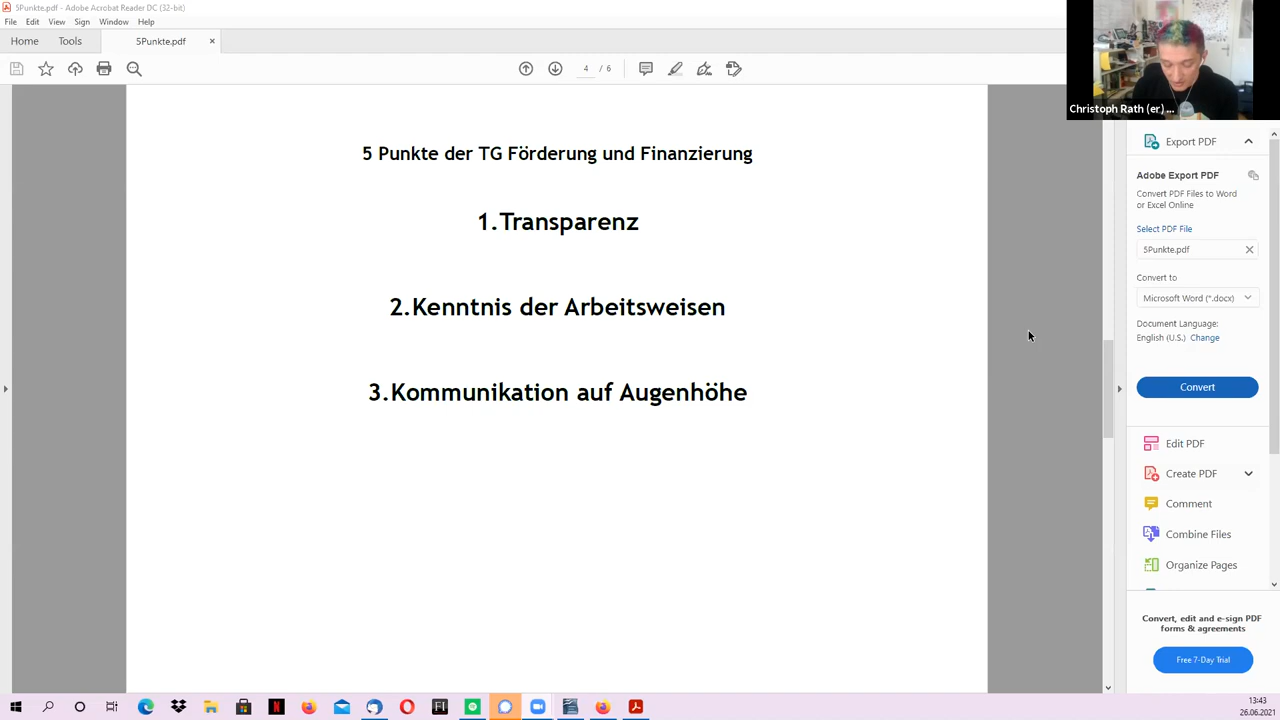 5Punkte.pdf - Adobe Acrobat Reader DC (32-bit)
File Edit View Sign Window Help
Home Tools 5Punkte.pdf ×
4 / 6
Christoph Rath (er) ...
5 Punkte der TG Förderung und Finanzierung
1.Transparenz
2.Kenntnis der Arbeitsweisen
3.Kommunikation auf Augenhöhe
Export PDF
Adobe Export PDF
Convert PDF Files to Word
or Excel Online
Select PDF File
5Punkte.pdf
Convert to
Microsoft Word (*.docx)
Document Language:
English (U.S.) Change
Convert
Edit PDF
Create PDF
Comment
Combine Files
Organize Pages
Convert, edit and e-sign PDF
forms & agreements
Free 7-Day Trial
13:43
26.06.2021